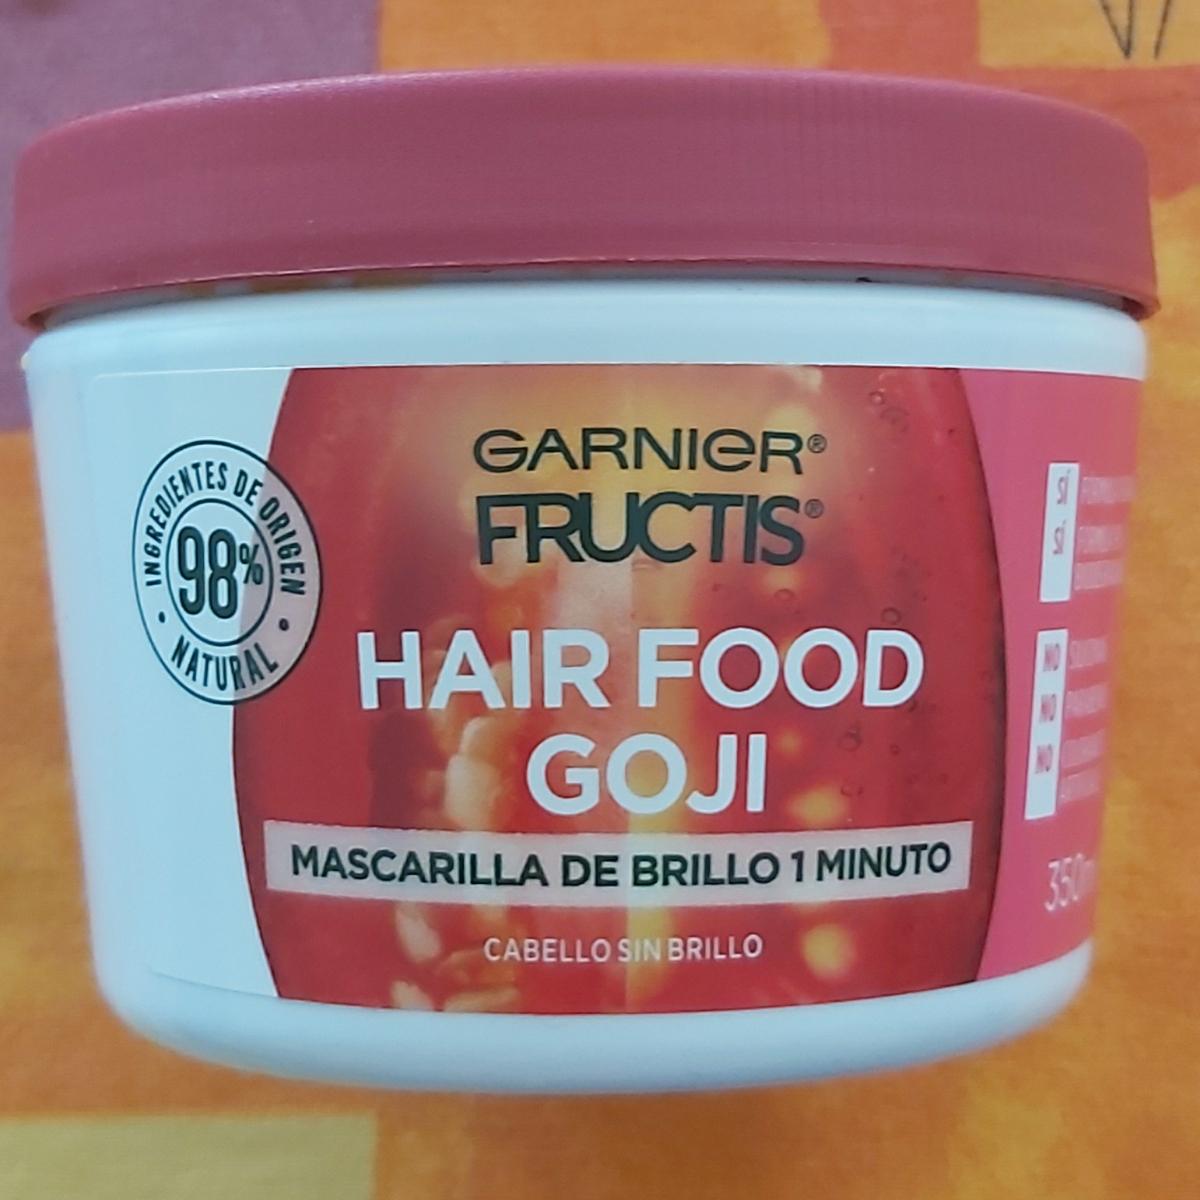 GARNIER®
FRUCTIS®
HAIR FOOD
GOJI
MASCARILLA DE BRILLO 1 MINUTO
CABELLO SIN BRILLO
INGREDIENTES DE ORIGEN
98%
NATURAL
SÍ
SÍ
NO
NO
NO
350